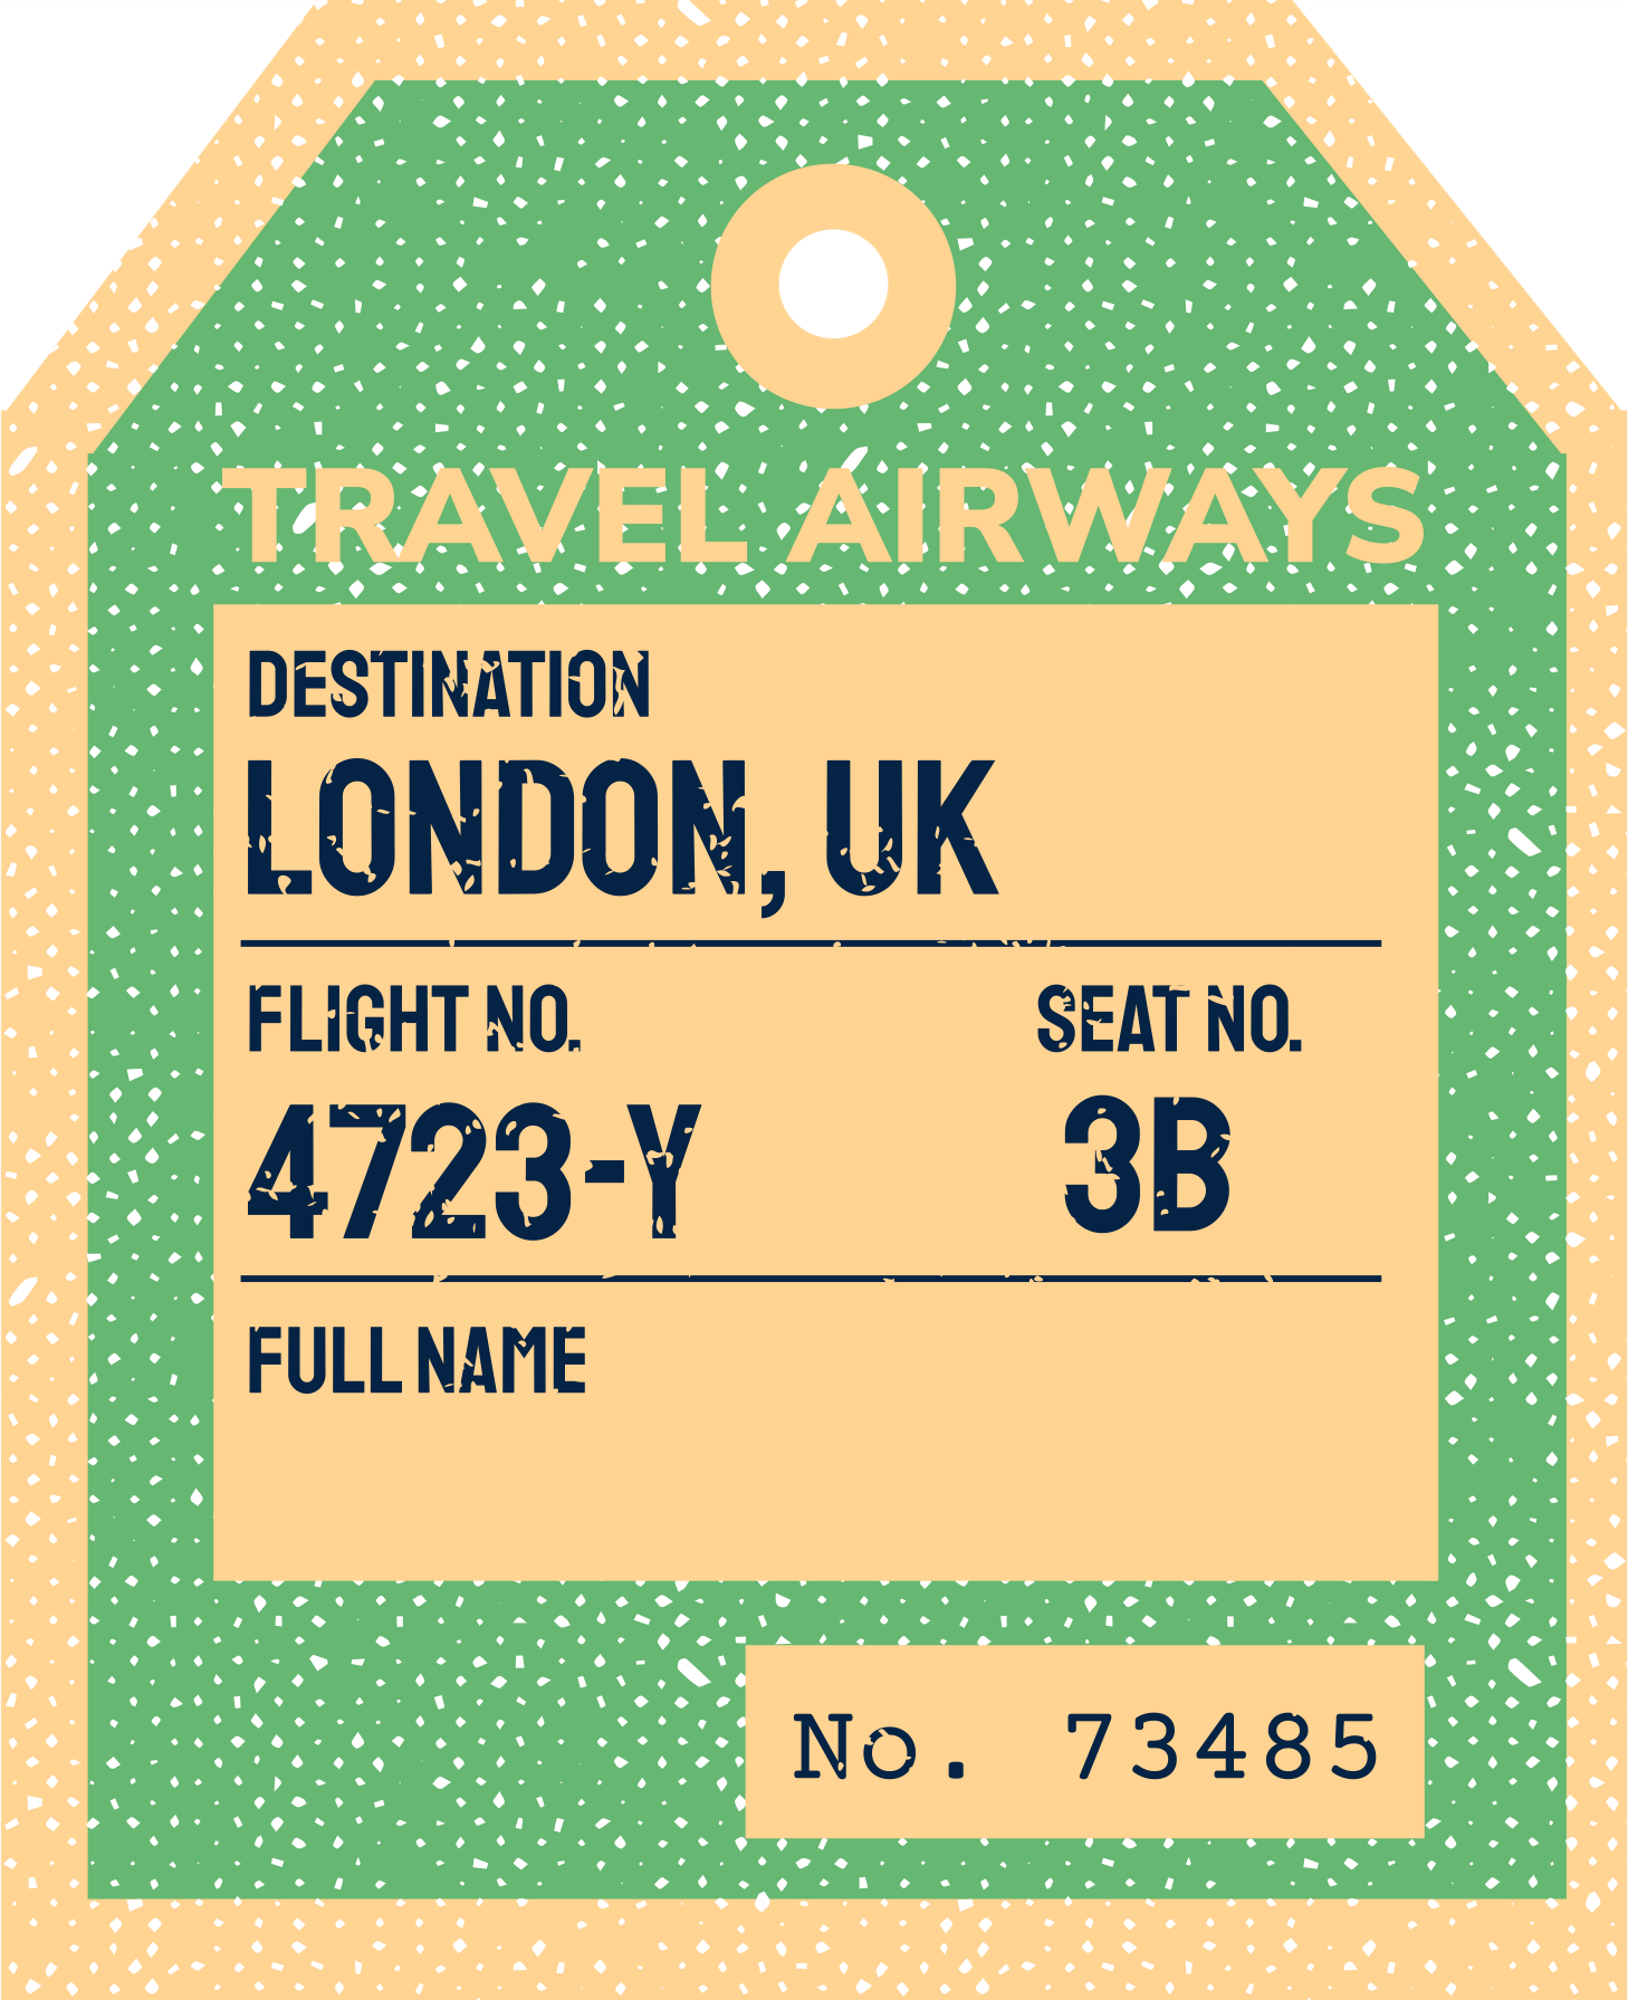 TRAVEL AIRWAYS
DESTINATION
LONDON, UK
FLIGHT NO. SEAT NO.
4723-Y 3B
FULL NAME
No. 73485